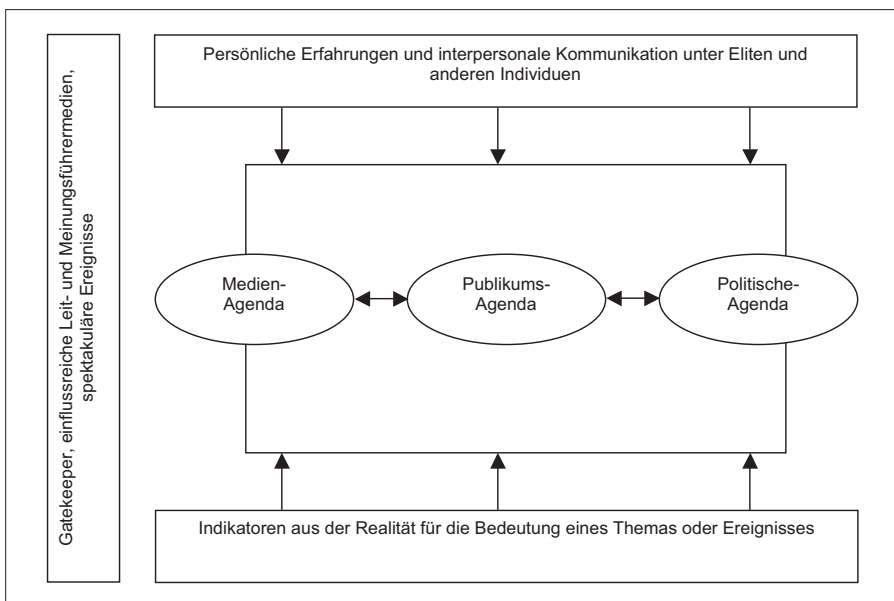 Gatekeeper, einflussreiche Leit- und Meinungsführermedien,
spektakuläre Ereignisse
Persönliche Erfahrungen und interpersonale Kommunikation unter Eliten und
anderen Individuen
Medien-
Agenda
Publikums-
Agenda
Politische-
Agenda
Indikatoren aus der Realität für die Bedeutung eines Themas oder Ereignisses